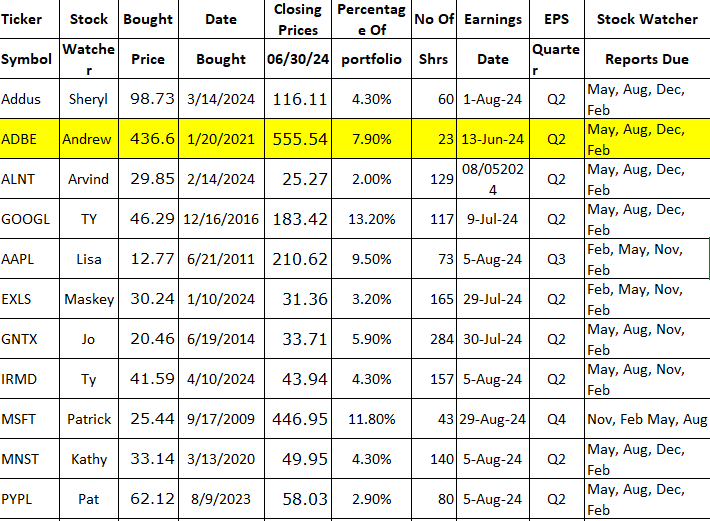 Ticker Stock Bought Date Closing Prices Percentag e Of No Of Earnings EPS Stock Watcher
Symbol Watche r Price Bought 06/30/24 portfolio Shrs Date Quarte r Reports Due
Addus Sheryl 98.73 3/14/2024 116.11 4.30% 60 1-Aug-24 Q2 May, Aug, Dec, Feb
ADBE Andrew 436.6 1/20/2021 555.54 7.90% 23 13-Jun-24 Q2 May, Aug, Dec, Feb
ALNT Arvind 29.85 2/14/2024 25.27 2.00% 129 08/05202 4 Q2 May, Aug, Dec, Feb
GOOGL TY 46.29 12/16/2016 183.42 13.20% 117 9-Jul-24 Q2 May, Aug, Dec, Feb
AAPL Lisa 12.77 6/21/2011 210.62 9.50% 73 5-Aug-24 Q3 Feb, May, Nov, Feb
EXLS Maskey 30.24 1/10/2024 31.36 3.20% 165 29-Jul-24 Q2 Feb, May, Nov, Feb
GNTX Jo 20.46 6/19/2014 33.71 5.90% 284 30-Jul-24 Q2 May, Aug, Nov, Feb
IRMD Ty 41.59 4/10/2024 43.94 4.30% 157 5-Aug-24 Q2 May, Aug, Nov, Feb
MSFT Patrick 25.44 9/17/2009 446.95 11.80% 43 29-Aug-24 Q4 Nov, Feb May, Aug
MNST Kathy 33.14 3/13/2020 49.95 4.30% 140 5-Aug-24 Q2 May, Aug, Dec, Feb
PYPL Pat 62.12 8/9/2023 58.03 2.90% 80 5-Aug-24 Q2 May, Aug, Dec, Feb